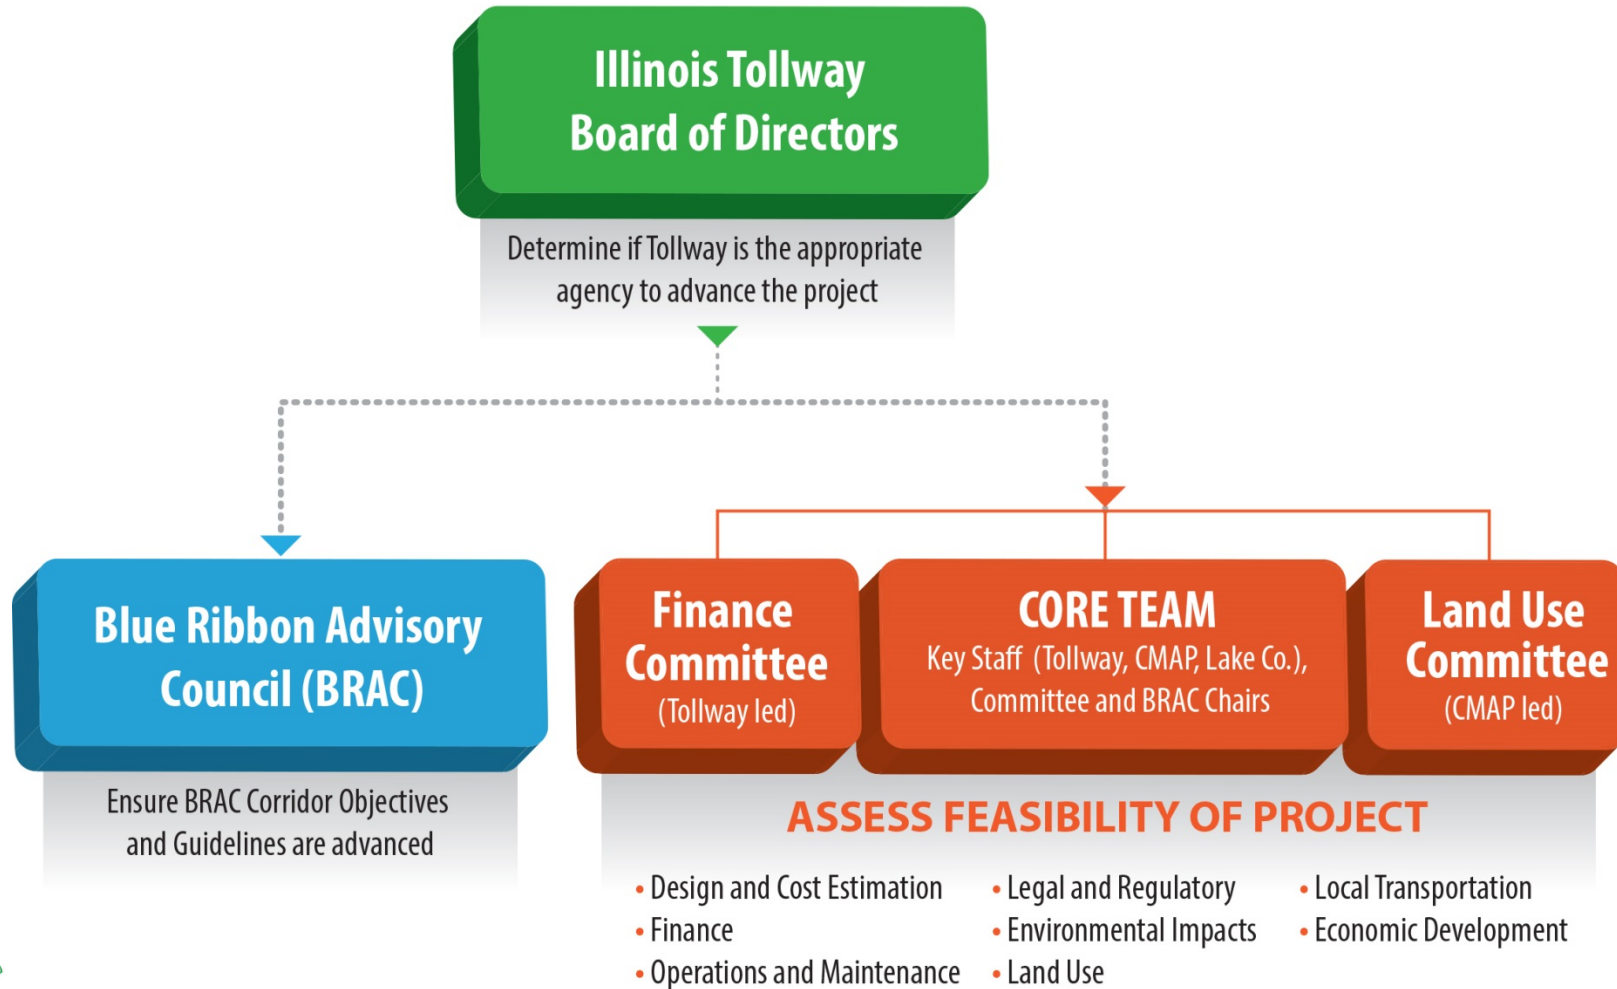 Illinois Tollway
Board of Directors
Determine if Tollway is the appropriate
agency to advance the project
Blue Ribbon Advisory
Council (BRAC)
Ensure BRAC Corridor Objectives
and Guidelines are advanced
Finance
Committee
(Tollway led)
CORE TEAM
Key Staff (Tollway, CMAP, Lake Co.),
Committee and BRAC Chairs
Land Use
Committee
(CMAP led)
ASSESS FEASIBILITY OF PROJECT
• Design and Cost Estimation
• Finance
• Operations and Maintenance
• Legal and Regulatory
• Environmental Impacts
• Land Use
• Local Transportation
• Economic Development